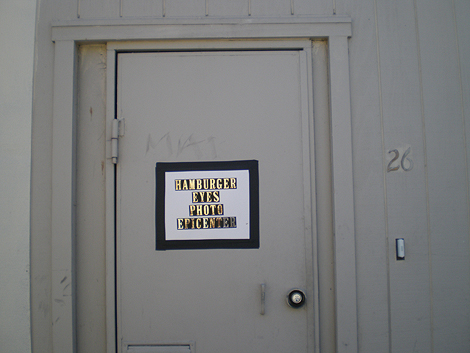 HAMBURGER
EYES
PHOTO
EPICENTER
26